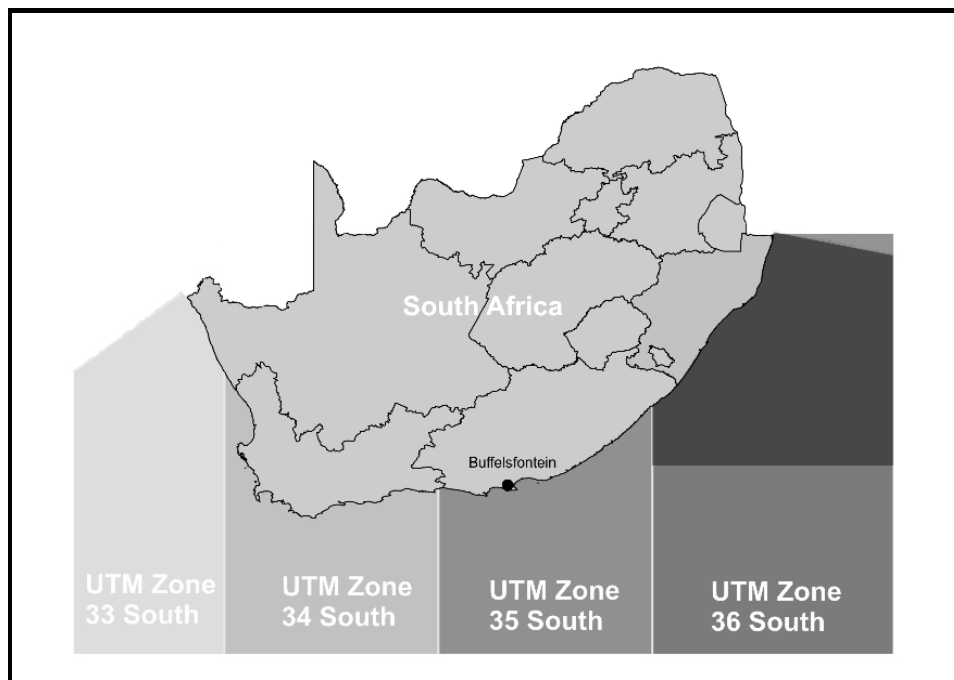 South Africa
Buffelsfontein
UTM Zone
33 South
UTM Zone
34 South
UTM Zone
35 South
UTM Zone
36 South